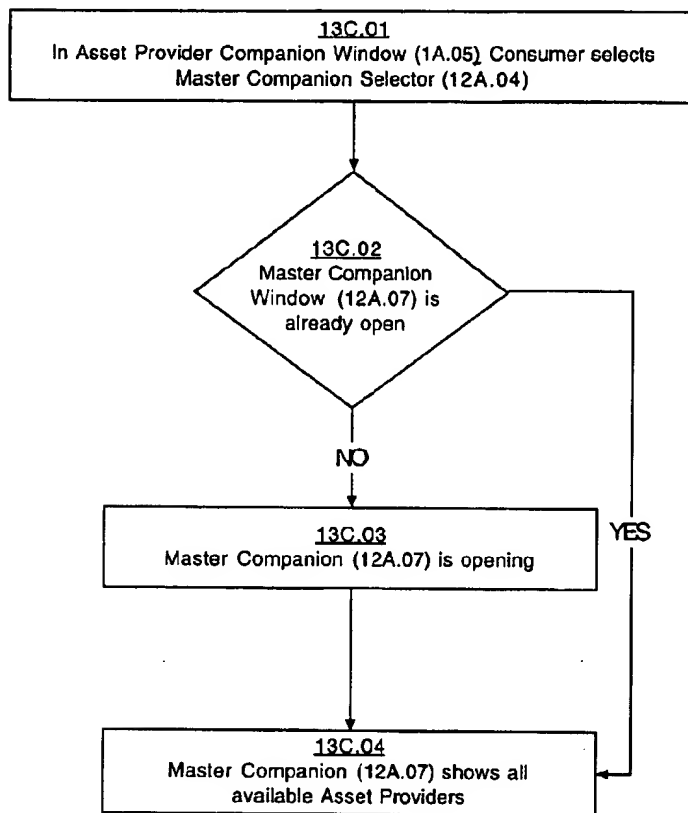 13C.01
In Asset Provider Companion Window (1A.05), Consumer selects
Master Companion Selector (12A.04)
13C.02
Master Companion
Window (12A.07) is
already open
NO
YES
13C.03
Master Companion (12A.07) is opening
13C.04
Master Companion (12A.07) shows all
available Asset Providers